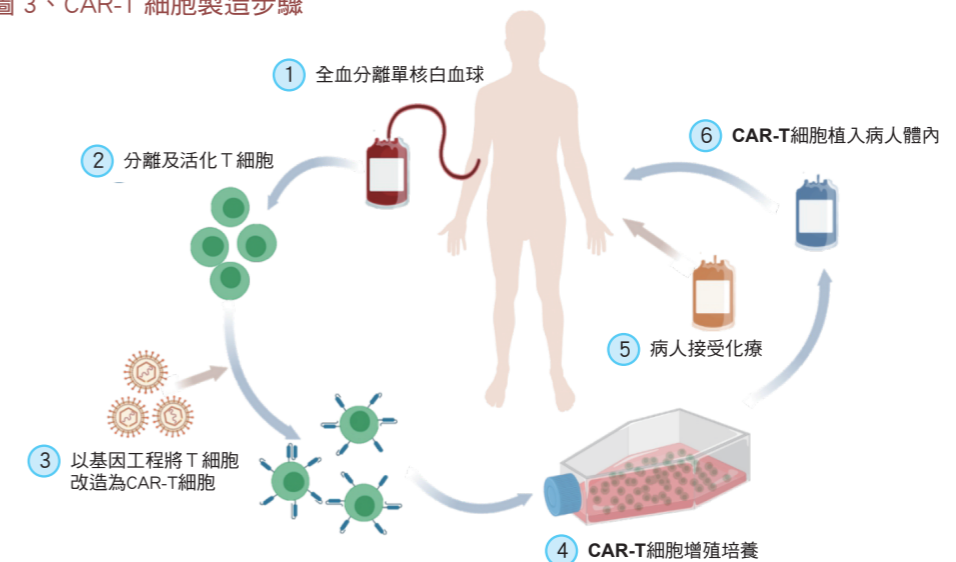 圖 3、CAR-T 細胞製造步驟
1 全血分離單核白血球
2 分離及活化 T 細胞
3 以基因工程將 T 細胞
改造為CAR-T細胞
4 CAR-T細胞增殖培養
5 病人接受化療
6 CAR-T細胞植入病人體內